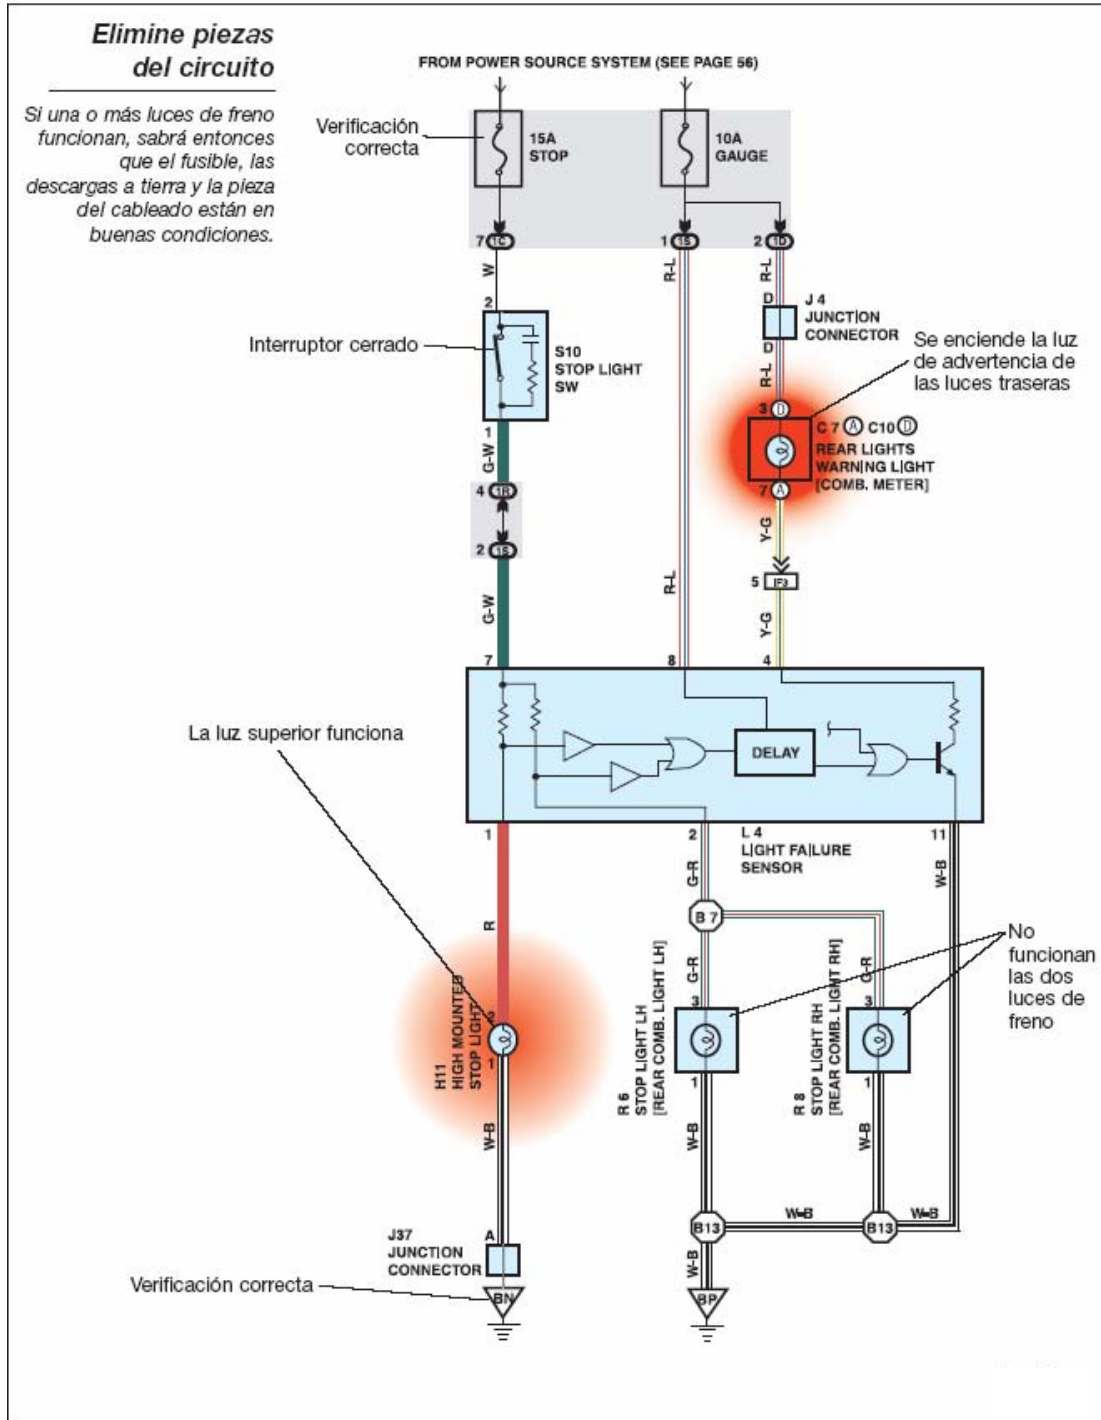 Elimine piezas
del circuito
Si una o más luces de freno
funcionan, sabrá entonces
que el fusible, las
descargas a tierra y la pieza
del cableado están en
buenas condiciones.
FROM POWER SOURCE SYSTEM (SEE PAGE 56)
Verificación
correcta
15A
STOP
10A
GAUGE
7 1C
1 1S
2 1D
W
R-L
R-L
2
D
J 4
JUNCTION
CONNECTOR
D
Interruptor cerrado
S10
STOP LIGHT
SW
R-L
Se enciende la luz
de advertencia de
las luces traseras
3 D
C 7 A C10 D
REAR LIGHTS
WARNING LIGHT
[COMB. METER]
7 A
1
G-W
4 1R
2 1S
Y-G
5 IF3
G-W
R-L
Y-G
7
8
4
La luz superior funciona
DELAY
1
2
L 4
LIGHT FAILURE
SENSOR
11
R
G-R
W-B
B 7
G-R
G-R
No
funcionan
las dos
luces de
freno
H11
HIGH MOUNTED
STOP LIGHT
2
1
3
R 6
STOP LIGHT LH
[REAR COMB. LIGHT LH]
1
3
R 8
STOP LIGHT RH
[REAR COMB. LIGHT RH]
1
W-B
W-B
W-B
J37
JUNCTION
CONNECTOR
A
B13
W-B
B13
W-B
W-B
Verificación correcta
BN
BP